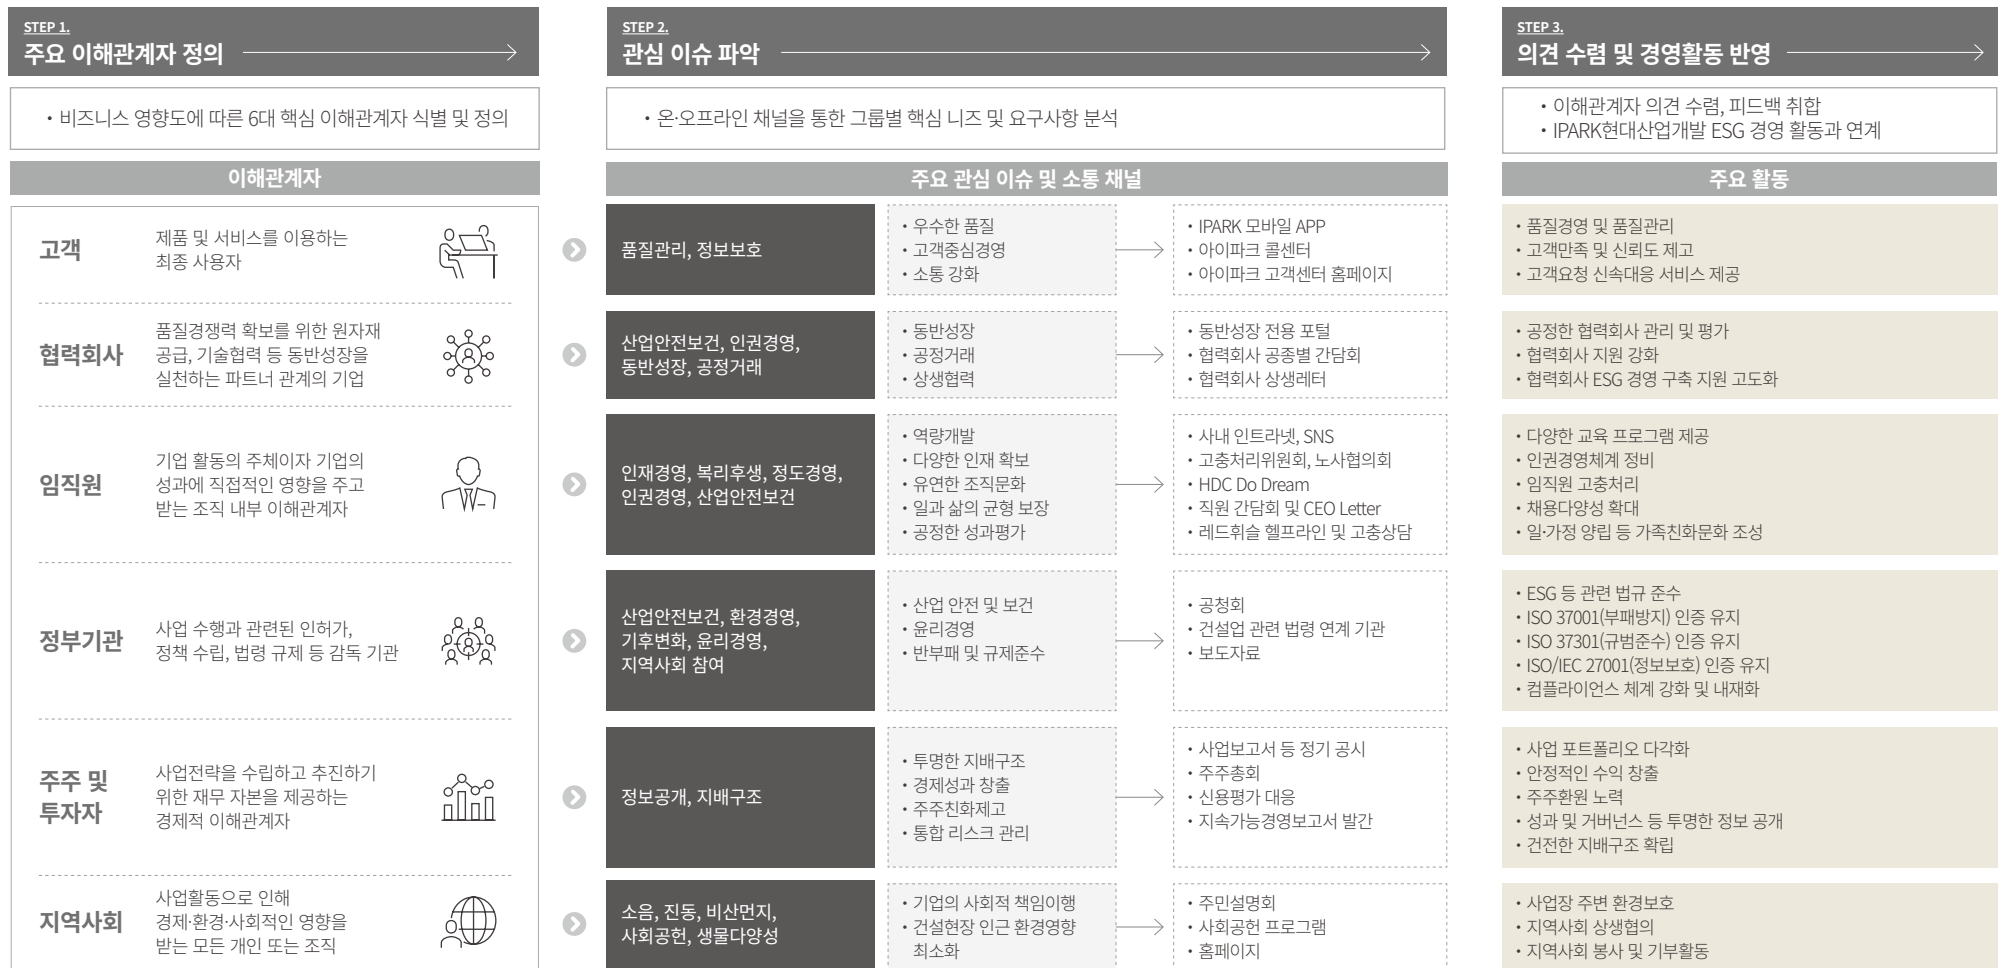 STEP 1.
주요 이해관계자 정의
• 비즈니스 영향도에 따른 6대 핵심 이해관계자 식별 및 정의
STEP 2.
관심 이슈 파악
• 온·오프라인 채널을 통한 그룹별 핵심 니즈 및 요구사항 분석
STEP 3.
의견 수렴 및 경영활동 반영
• 이해관계자 의견 수렴, 피드백 취합
• IPARK현대산업개발 ESG 경영 활동과 연계
이해관계자
주요 관심 이슈 및 소통 채널
주요 활동
고객
제품 및 서비스를 이용하는
최종 사용자
품질관리, 정보보호
• 우수한 품질
• 고객중심경영
• 소통 강화
• IPARK 모바일 APP
• 아이파크 콜센터
• 아이파크 고객센터 홈페이지
• 품질경영 및 품질관리
• 고객만족 및 신뢰도 제고
• 고객요청 신속대응 서비스 제공
협력회사
품질경쟁력 확보를 위한 원자재
공급, 기술협력 등 동반성장을
실천하는 파트너 관계의 기업
산업안전보건, 인권경영,
동반성장, 공정거래
• 동반성장
• 공정거래
• 상생협력
• 동반성장 전용 포털
• 협력회사 공종별 간담회
• 협력회사 상생레터
• 공정한 협력회사 관리 및 평가
• 협력회사 지원 강화
• 협력회사 ESG 경영 구축 지원 고도화
임직원
기업 활동의 주체이자 기업의
성과에 직접적인 영향을 주고
받는 조직 내부 이해관계자
인재경영, 복리후생, 정도경영,
인권경영, 산업안전보건
• 역량개발
• 다양한 인재 확보
• 유연한 조직문화
• 일과 삶의 균형 보장
• 공정한 성과평가
• 사내 인트라넷, SNS
• 고충처리위원회, 노사협의회
• HDC Do Dream
• 직원 간담회 및 CEO Letter
• 레드휘슬 헬프라인 및 고충상담
• 다양한 교육 프로그램 제공
• 인권경영체계 정비
• 임직원 고충처리
• 채용다양성 확대
• 일·가정 양립 등 가족친화문화 조성
정부기관
사업 수행과 관련된 인허가,
정책 수립, 법령 규제 등 감독 기관
산업안전보건, 환경경영,
기후변화, 윤리경영,
지역사회 참여
• 산업 안전 및 보건
• 윤리경영
• 반부패 및 규제준수
• 공청회
• 건설업 관련 법령 연계 기관
• 보도자료
• ESG 등 관련 법규 준수
• ISO 37001(부패방지) 인증 유지
• ISO 37301(규범준수) 인증 유지
• ISO/IEC 27001(정보보호) 인증 유지
• 컴플라이언스 체계 강화 및 내재화
주주 및
투자자
사업전략을 수립하고 추진하기
위한 재무 자본을 제공하는
경제적 이해관계자
정보공개, 지배구조
• 투명한 지배구조
• 경제성과 창출
• 주주친화제고
• 통합 리스크 관리
• 사업보고서 등 정기 공시
• 주주총회
• 신용평가 대응
• 지속가능경영보고서 발간
• 사업 포트폴리오 다각화
• 안정적인 수익 창출
• 주주환원 노력
• 성과 및 거버넌스 등 투명한 정보 공개
• 건전한 지배구조 확립
지역사회
사업활동으로 인해
경제·환경·사회적인 영향을
받는 모든 개인 또는 조직
소음, 진동, 비산먼지,
사회공헌, 생물다양성
• 기업의 사회적 책임이행
• 건설현장 인근 환경영향
최소화
• 주민설명회
• 사회공헌 프로그램
• 홈페이지
• 사업장 주변 환경보호
• 지역사회 상생협의
• 지역사회 봉사 및 기부활동